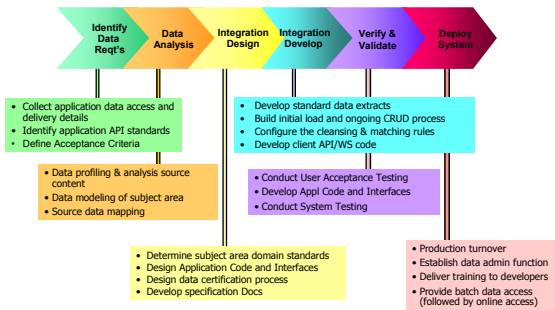 Identify
Data
Reqt's
Data
Analysis
Integration
Design
Integration
Develop
Verify &
Validate
Deploy
System
• Collect application data access and
delivery details
• Identify application API standards
• Define Acceptance Criteria
• Develop standard data extracts
• Build initial load and ongoing CRUD process
• Configure the cleansing & matching rules
• Develop client API/WS code
• Data profiling & analysis source
content
• Data modeling of subject area
• Source data mapping
• Conduct User Acceptance Testing
• Develop Appl Code and Interfaces
• Conduct System Testing
• Determine subject area domain standards
• Design Application Code and Interfaces
• Design data certification process
• Develop specification Docs
• Production turnover
• Establish data admin function
• Deliver training to developers
• Provide batch data access
(followed by online access)